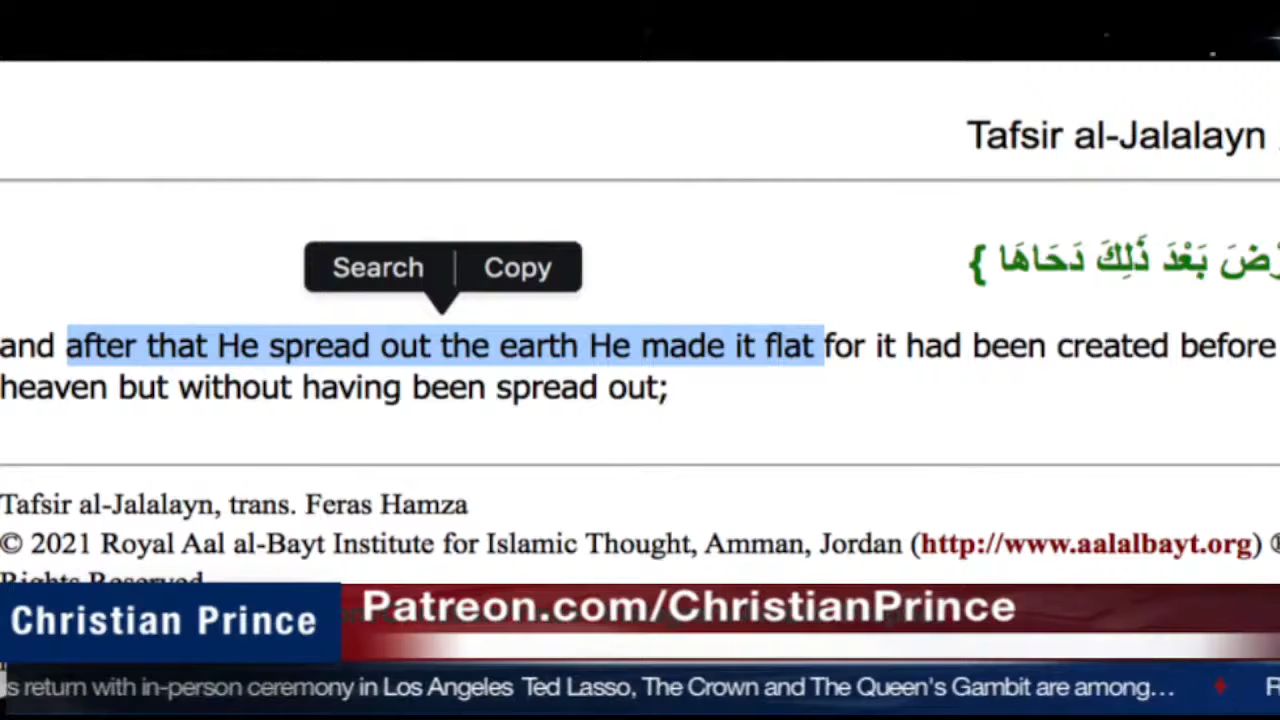 Tafsir al-Jalalayn
بَعْدَ ذَلِكَ دَحَاهَا }
Search Copy
and after that He spread out the earth He made it flat for it had been created before
heaven but without having been spread out;
Tafsir al-Jalalayn, trans. Feras Hamza
© 2021 Royal Aal al-Bayt Institute for Islamic Thought, Amman, Jordan (http://www.aalalbayt.org) ®
Rights Reserved
Christian Prince
Patreon.com/ChristianPrince
s return with in-person ceremony in Los Angeles Ted Lasso, The Crown and The Queen's Gambit are among... R